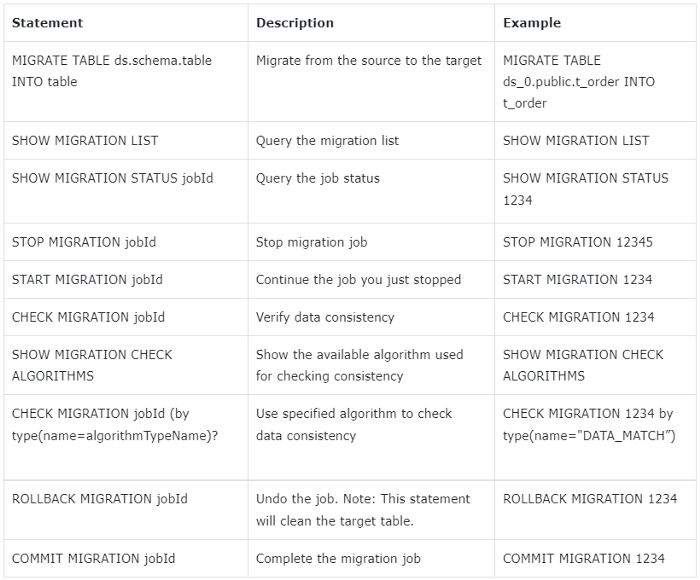 Statement
Description
Example
MIGRATE TABLE ds.schema.table
INTO table
Migrate from the source to the target
MIGRATE TABLE
ds_0.public.t_order INTO
t_order
SHOW MIGRATION LIST
Query the migration list
SHOW MIGRATION LIST
SHOW MIGRATION STATUS jobId
Query the job status
SHOW MIGRATION STATUS
1234
STOP MIGRATION jobId
Stop migration job
STOP MIGRATION 12345
START MIGRATION jobId
Continue the job you just stopped
START MIGRATION 1234
CHECK MIGRATION jobId
Verify data consistency
CHECK MIGRATION 1234
SHOW MIGRATION CHECK
ALGORITHMS
Show the available algorithm used
for checking consistency
SHOW MIGRATION CHECK
ALGORITHMS
CHECK MIGRATION jobId (by
type(name=algorithmTypeName)?
Use specified algorithm to check
data consistency
CHECK MIGRATION 1234 by
type(name="DATA_MATCH”)
ROLLBACK MIGRATION jobId
Undo the job. Note: This statement
will clean the target table.
ROLLBACK MIGRATION 1234
COMMIT MIGRATION jobId
Complete the migration job
COMMIT MIGRATION 1234